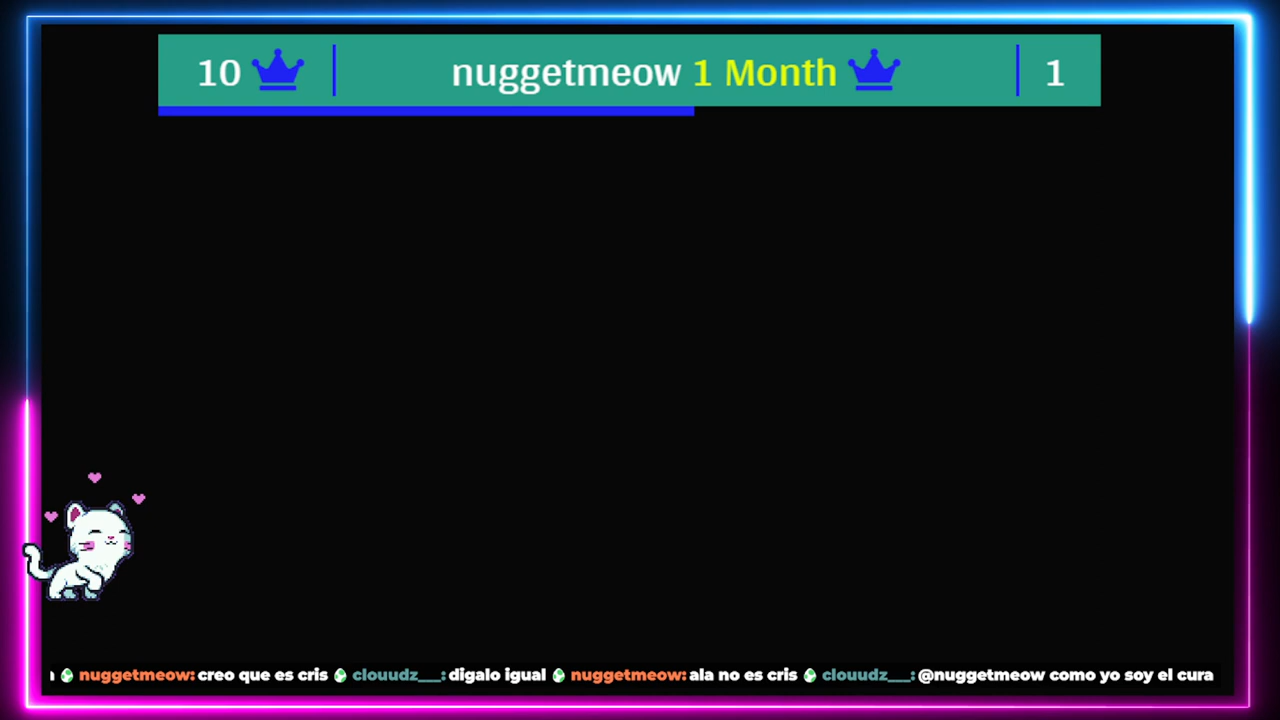 10 nuggetmeow 1 Month 1
nuggetmeow: creo que es cris clouudz___: digalo igual nuggetmeow: ala no es cris clouudz___: @nuggetmeow como yo soy el cura